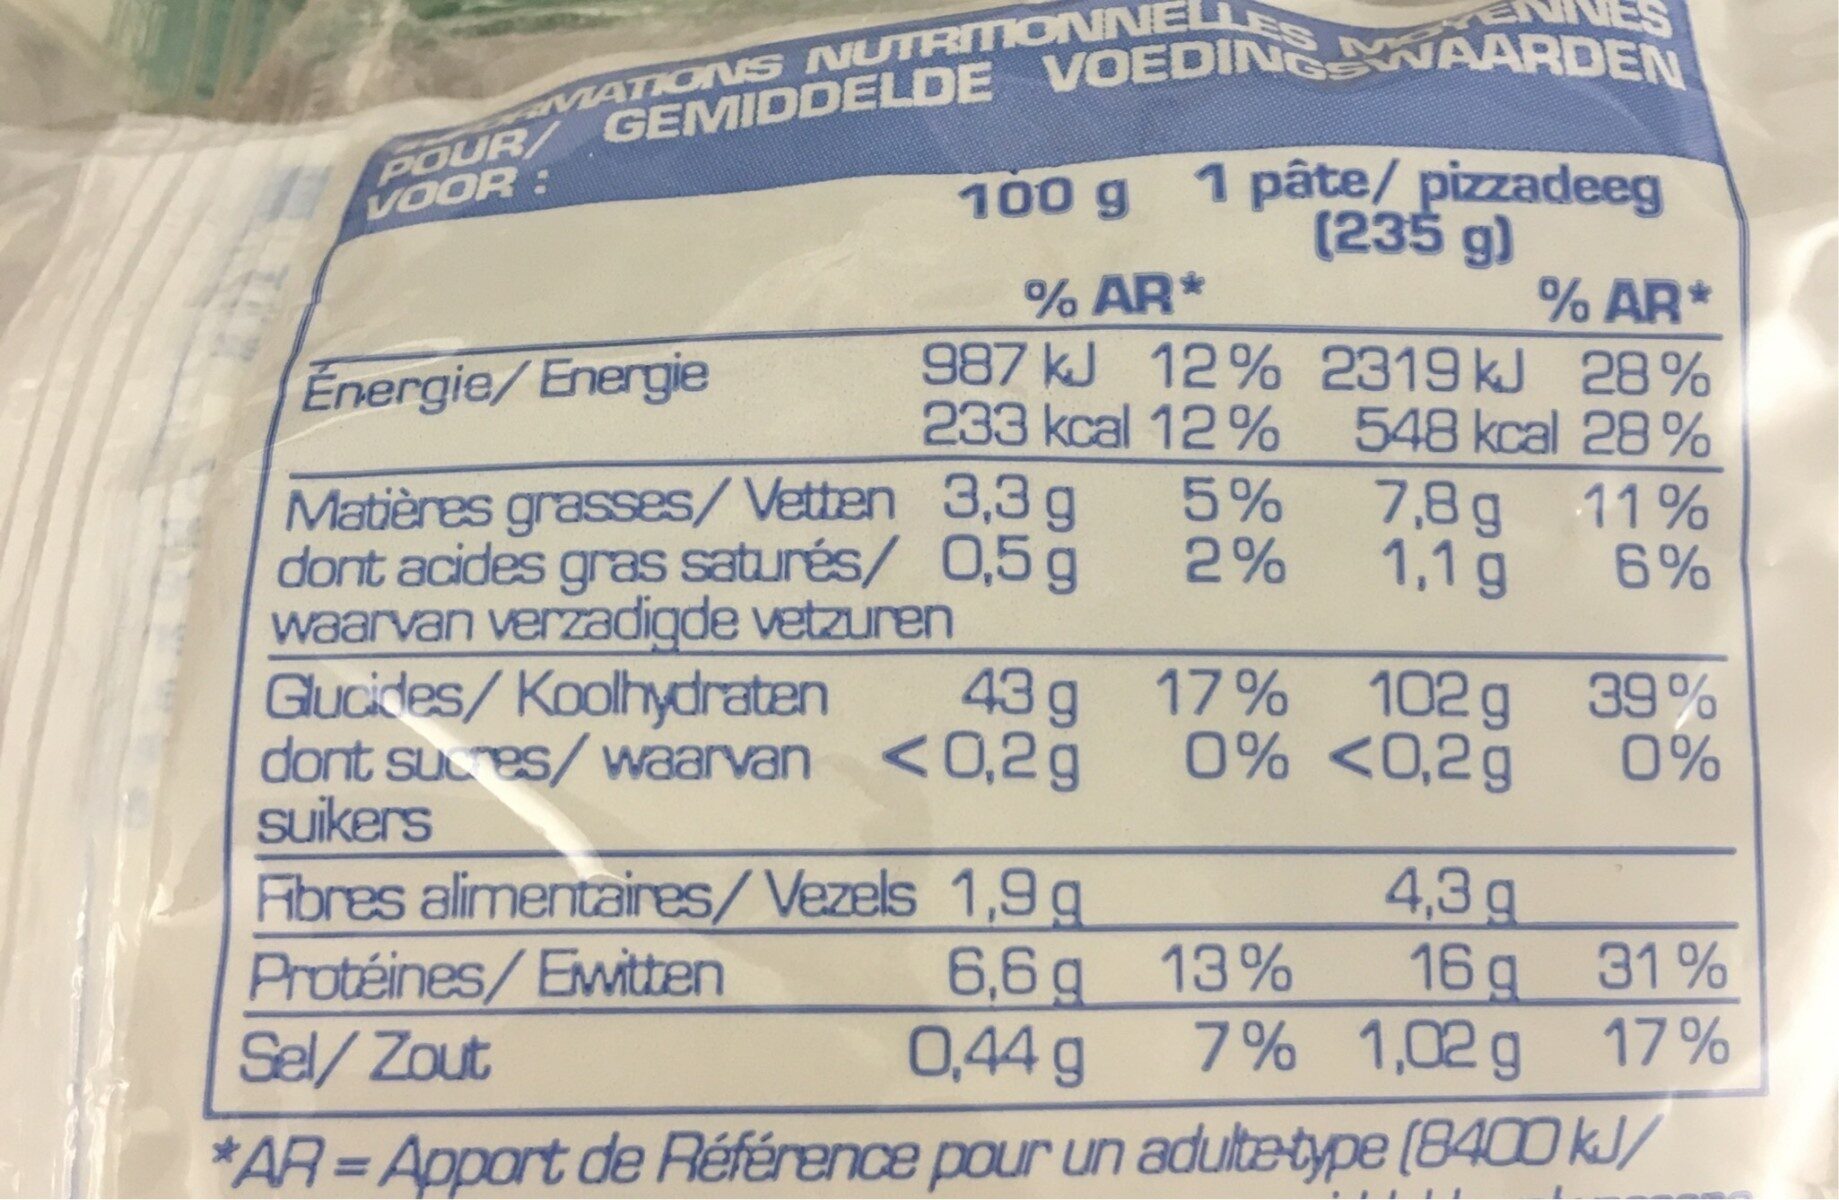 INFORMATIONS NUTRITIONNELLES MOYENNES
POUR/ GEMIDDELDE VOEDINGSWAARDEN
VOOR :
100 g 1 pâte/ pizzadeeg
(235 g)
% AR* % AR*
Énergie/ Energie 987 kJ 12% 2319 kJ 28%
233 kcal 12% 548 kcal 28%
Matières grasses/ Vetten 3,3 g 5% 7,8 g 11%
dont acides gras saturés/ 0,5 g 2% 1,1 g 6%
waarvan verzadigde vetzuren
Glucides/ Koolhydraten 43 g 17% 102 g 39%
dont sucres/ waarvan <0,2 g 0% <0,2 g 0%
suikers
Fibres alimentaires/ Vezels 1,9 g 4,3 g
Protéines/ Eiwitten 6,6 g 13% 16 g 31%
Sel/ Zout 0,44 g 7% 1,02 g 17%
*AR = Apport de Référence pour un adulte-type (8400 kJ/